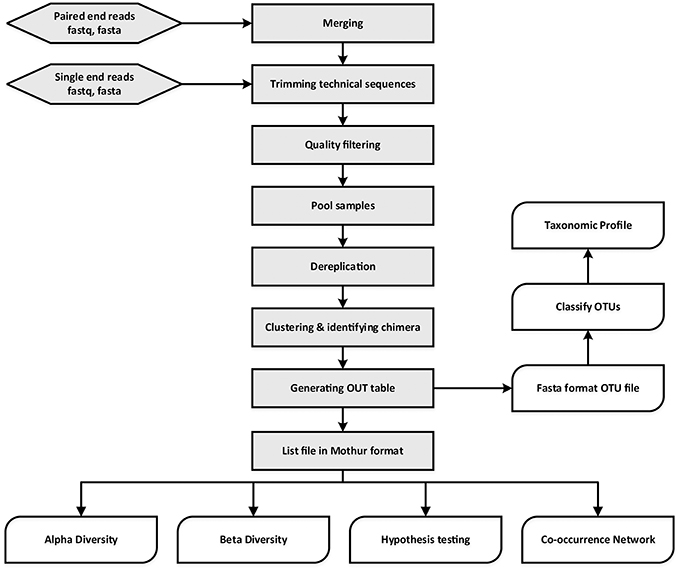 Paired end reads
fastq, fasta
Merging
Single end reads
fastq, fasta
Trimming technical sequences
Quality filtering
Pool samples
Dereplication
Clustering & identifying chimera
Generating OUT table
List file in Mothur format
Taxonomic Profile
Classify OTUs
Fasta format OTU file
Alpha Diversity
Beta Diversity
Hypothesis testing
Co-occurrence Network